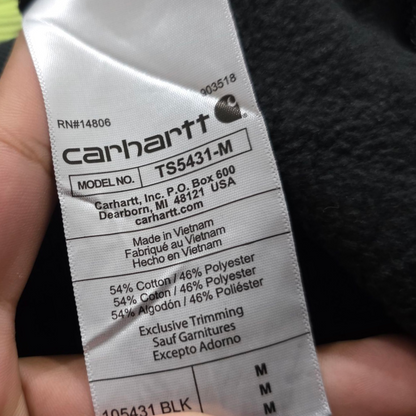 903518
RN#14806
carhartt
MODEL NO. TS5431-M
Carhartt, Inc. P.O. Box 600
Dearborn, MI 48121 USA
carhartt.com
Made in Vietnam
Fabriqué au Vietnam
Hecho en Vietnam
54% Cotton / 46% Polyester
54% Coton / 46% Polyester
54% Algodón / 46% Poliéster
Exclusive Trimming
Sauf Garnitures
Excepto Adorno
105431 BLK M
M
M